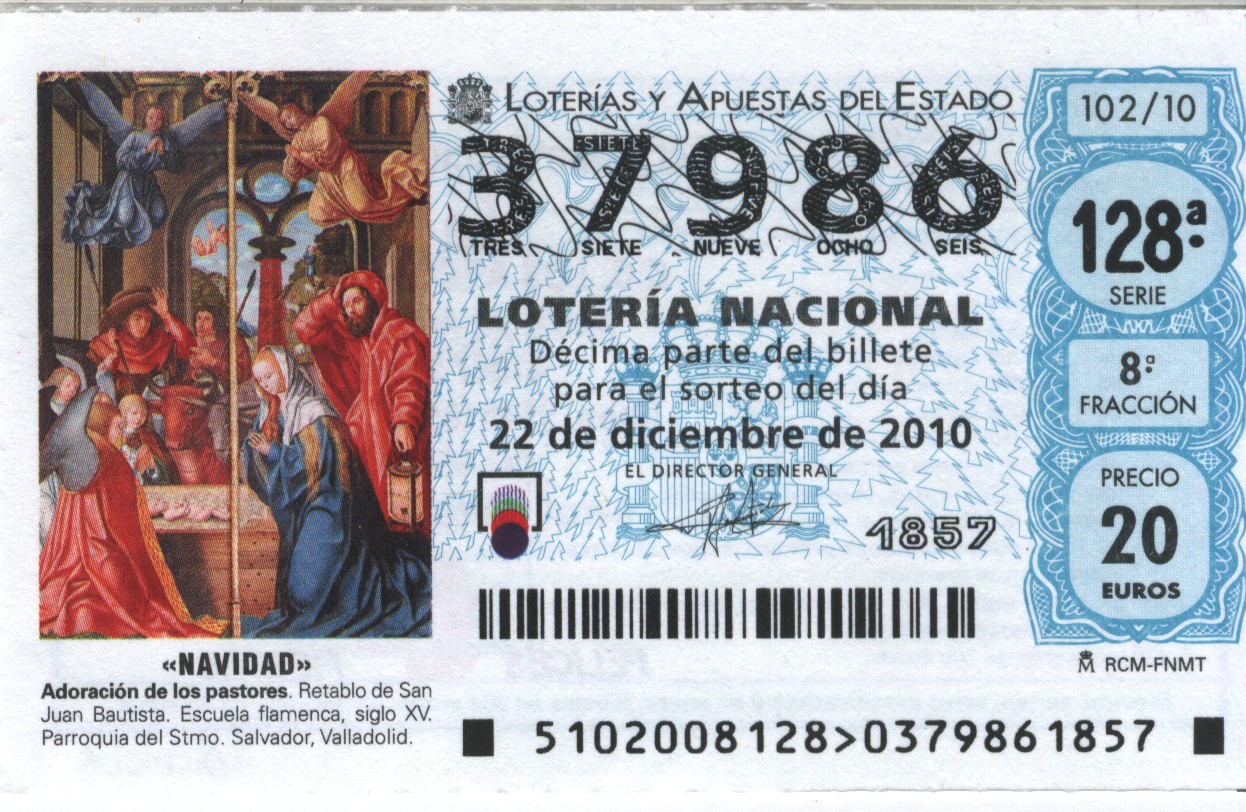 LOTERÍAS Y APUESTAS DEL ESTADO
37986
TRES SIETE NUEVE OCHO SEIS
LOTERÍA NACIONAL
Décima parte del billete
para el sorteo del día
22 de diciembre de 2010
EL DIRECTOR GENERAL
1857
102/10
128ª
SERIE
8ª
FRACCIÓN
PRECIO
20
EUROS
RCM-FNMT
«NAVIDAD»
Adoración de los pastores. Retablo de San
Juan Bautista. Escuela flamenca, siglo XV.
Parroquia del Stmo. Salvador, Valladolid.
5102008128>0379861857